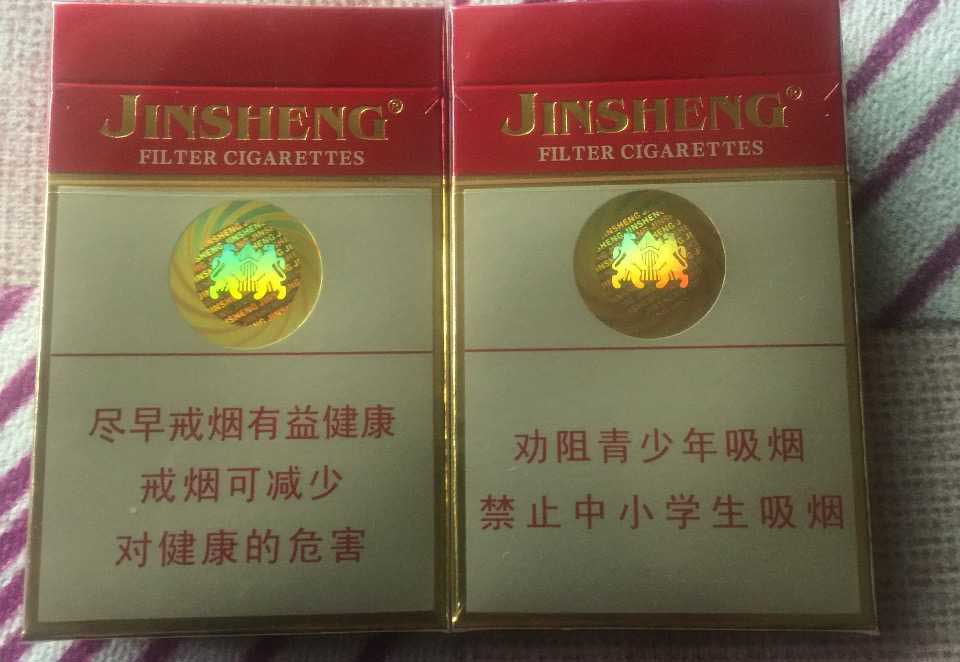 JINSHENG®
FILTER CIGARETTES
尽早戒烟有益健康
戒烟可减少
对健康的危害
JINSHENG®
FILTER CIGARETTES
劝阻青少年吸烟
禁止中小学生吸烟